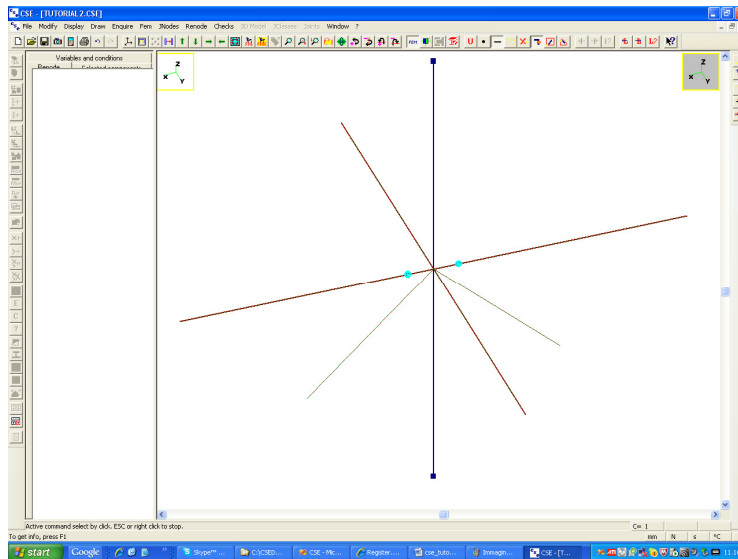 CSE - [TUTORIAL2.CSE]
File Modify Display Draw Enquire Fem JNodes Renode Checks 3D Model JClasses Joints Window ?
Variables and conditions
Renode Selected components
Z
X
Y
Z
X
Y
Active command select by click. ESC or right click to stop.
C= 1
To get info, press F1
mm N s °C
start Google Skype™ ... C:\CSED... CSE - Mic... Register.... cse_tuto... Immagin... CSE - [T...